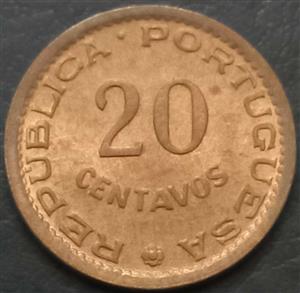 REPUBLICA · PORTUGUESA
20
CENTAVOS